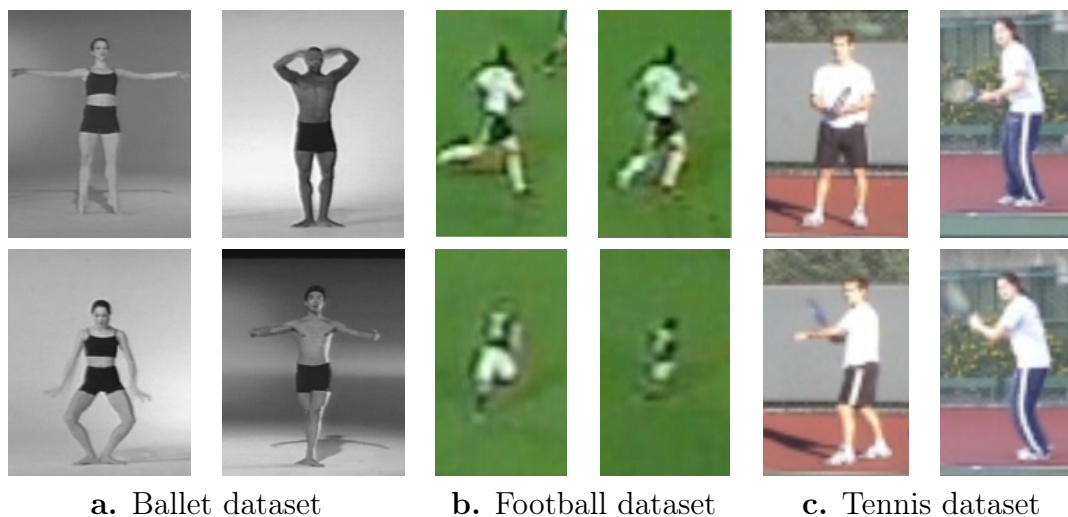 a. Ballet dataset
b. Football dataset
c. Tennis dataset